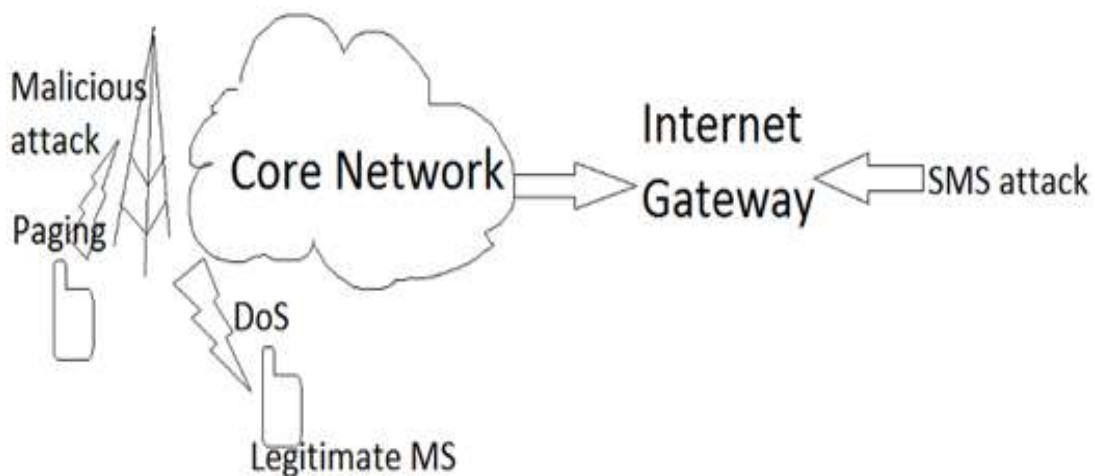 Malicious
attack
Paging
Core Network
DoS
Legitimate MS
Internet
Gateway
SMS attack